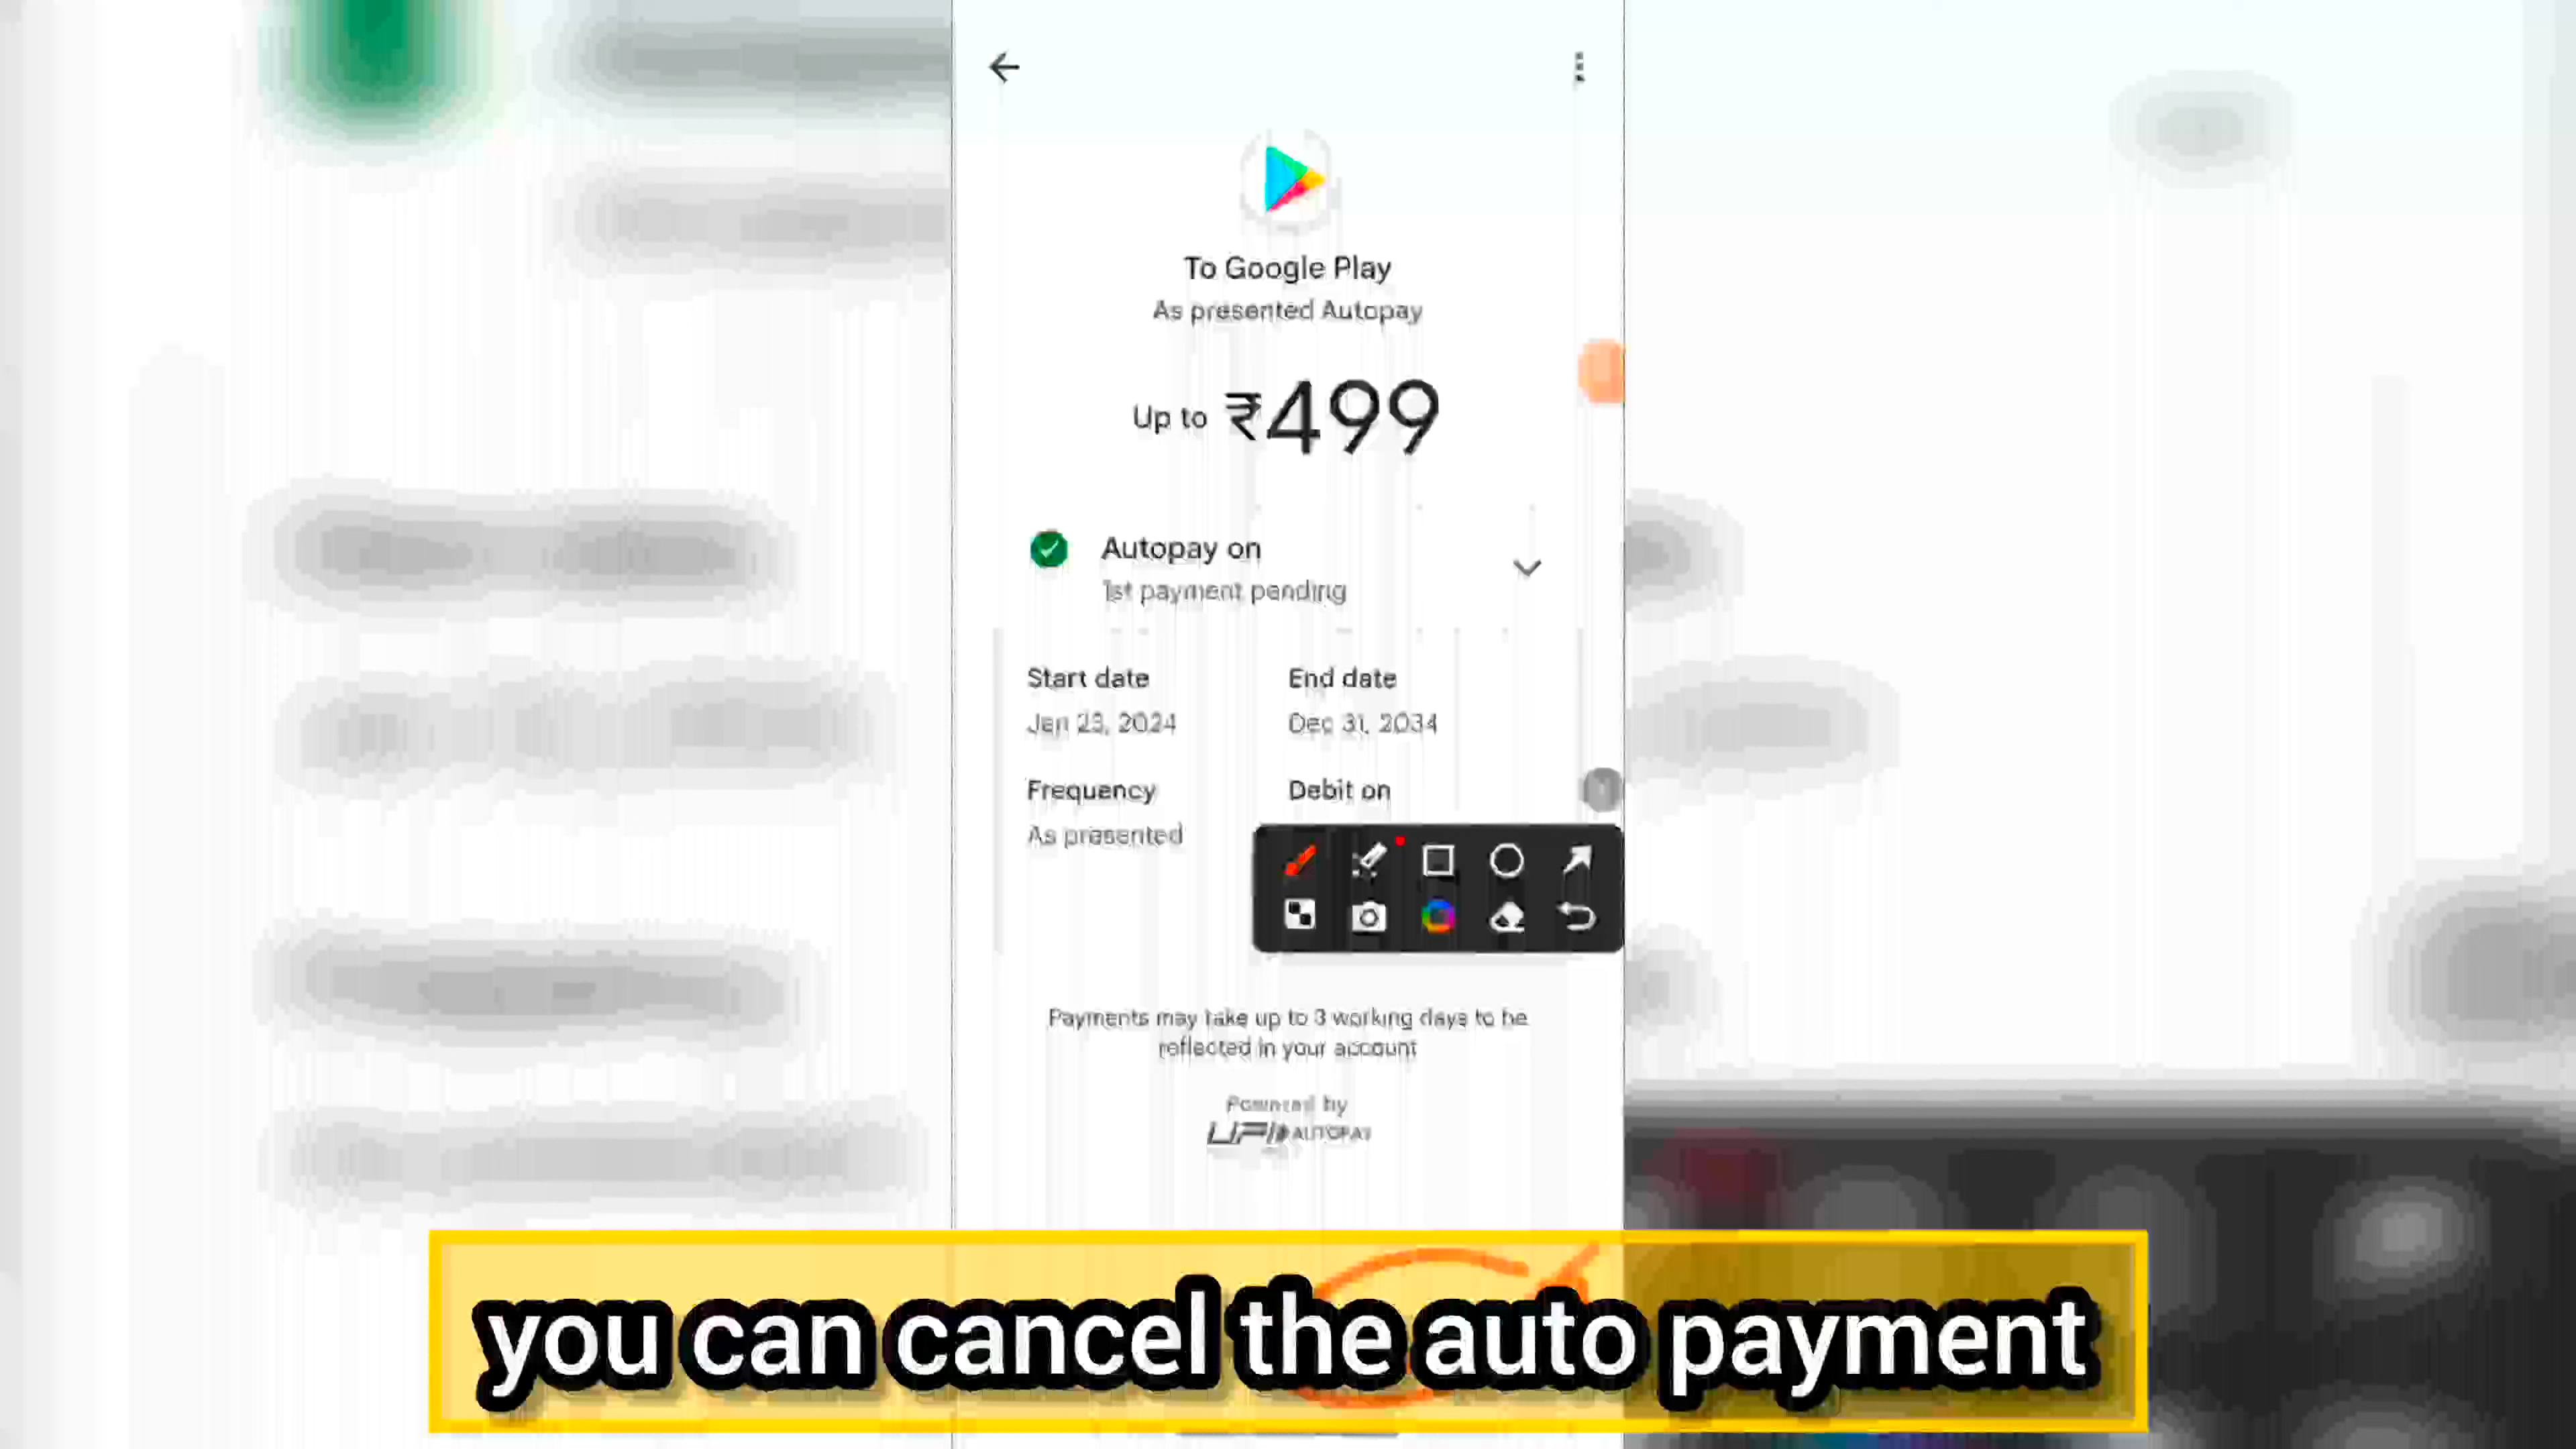 To Google Play
As presented Autopay
Up to ₹499
Autopay on
1st payment pending
Start date
End date
Jan 23, 2024
Dec 31, 2034
Frequency
Debit on
As presented
Payments may take up to 3 working days to be
reflected in your account
Powered by
UPI AUTOPAY
you can cancel the auto payment